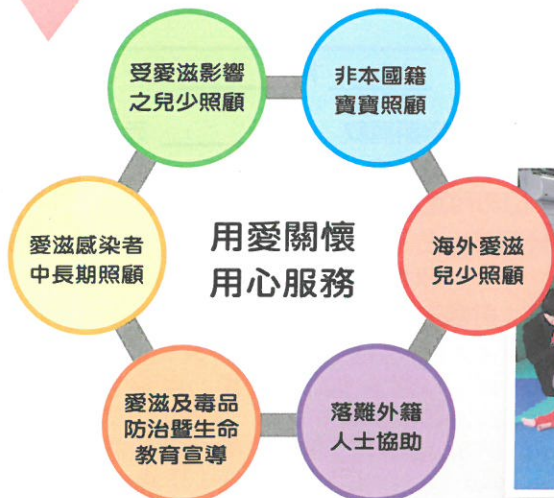 受愛滋影響
之兒少照顧
非本國籍
寶寶照顧
愛滋感染者
中長期照顧
用愛關懷
用心服務
海外愛滋
兒少照顧
愛滋及毒品
防治暨生命
教育宣導
落難外籍
人士協助